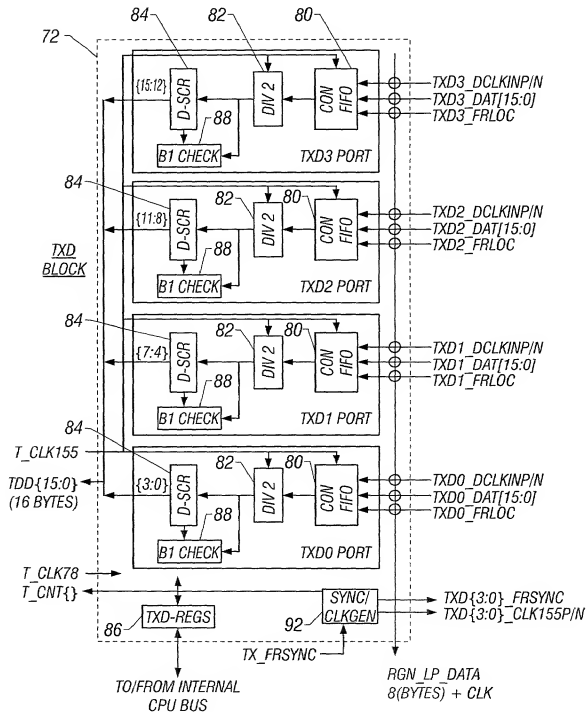 84
82
80
72
{15:12}
D-SCR
DIV 2
CON FIFO
TXD3_DCLKINP/N
TXD3_DAT[15:0]
TXD3_FRLOC
88
B1 CHECK
TXD3 PORT
84
82
80
{11:8}
D-SCR
DIV 2
CON FIFO
TXD2_DCLKINP/N
TXD2_DAT[15:0]
TXD2_FRLOC
TXD
BLOCK
88
B1 CHECK
TXD2 PORT
84
82
80
{7:4}
D-SCR
DIV 2
CON FIFO
TXD1_DCLKINP/N
TXD1_DAT[15:0]
TXD1_FRLOC
88
B1 CHECK
TXD1 PORT
84
T_CLK155
82
80
TDD{15:0}
(16 BYTES)
{3:0}
D-SCR
DIV 2
CON FIFO
TXD0_DCLKINP/N
TXD0_DAT[15:0]
TXD0_FRLOC
88
B1 CHECK
TXD0 PORT
T_CLK78
T_CNT{}
SYNC/
CLKGEN
TXD{3:0}_FRSYNC
TXD{3:0}_CLK155P/N
86
TXD-REGS
92
TX_FRSYNC
TO/FROM INTERNAL
CPU BUS
RGN_LP_DATA
8(BYTES) + CLK